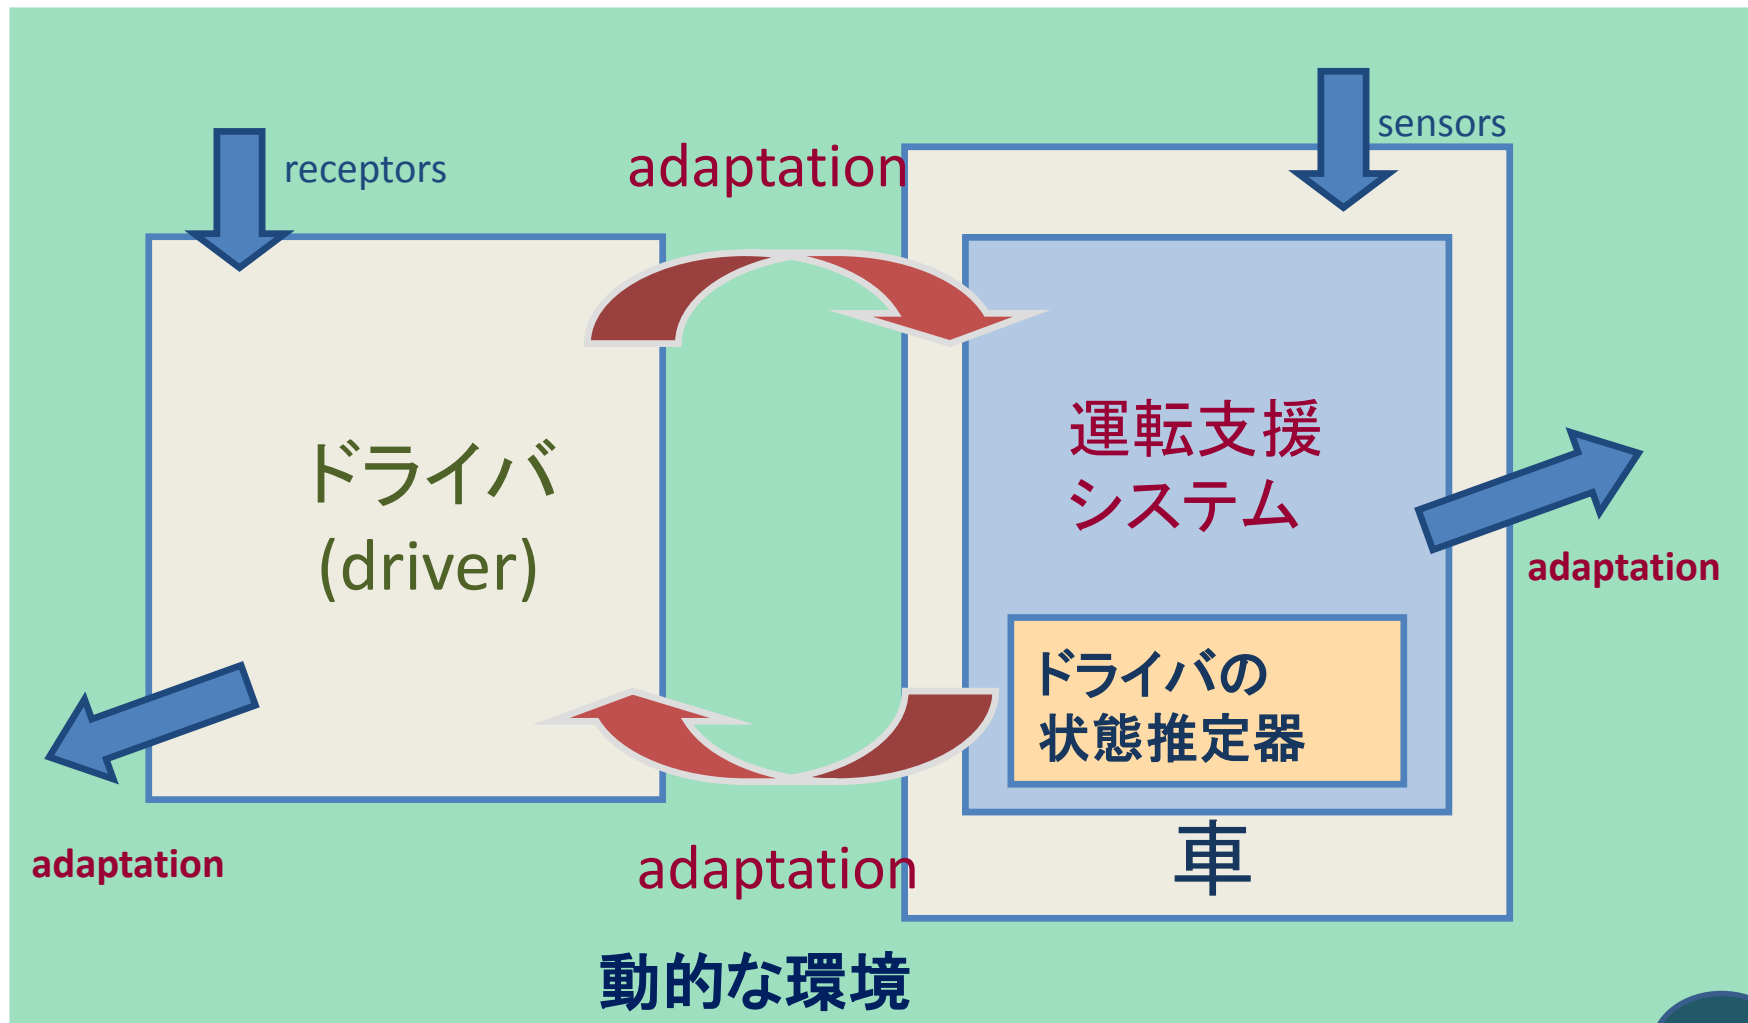 sensors
receptors
adaptation
ドライバ
(driver)
運転支援
システム
adaptation
ドライバの
状態推定器
adaptation
adaptation
車
動的な環境